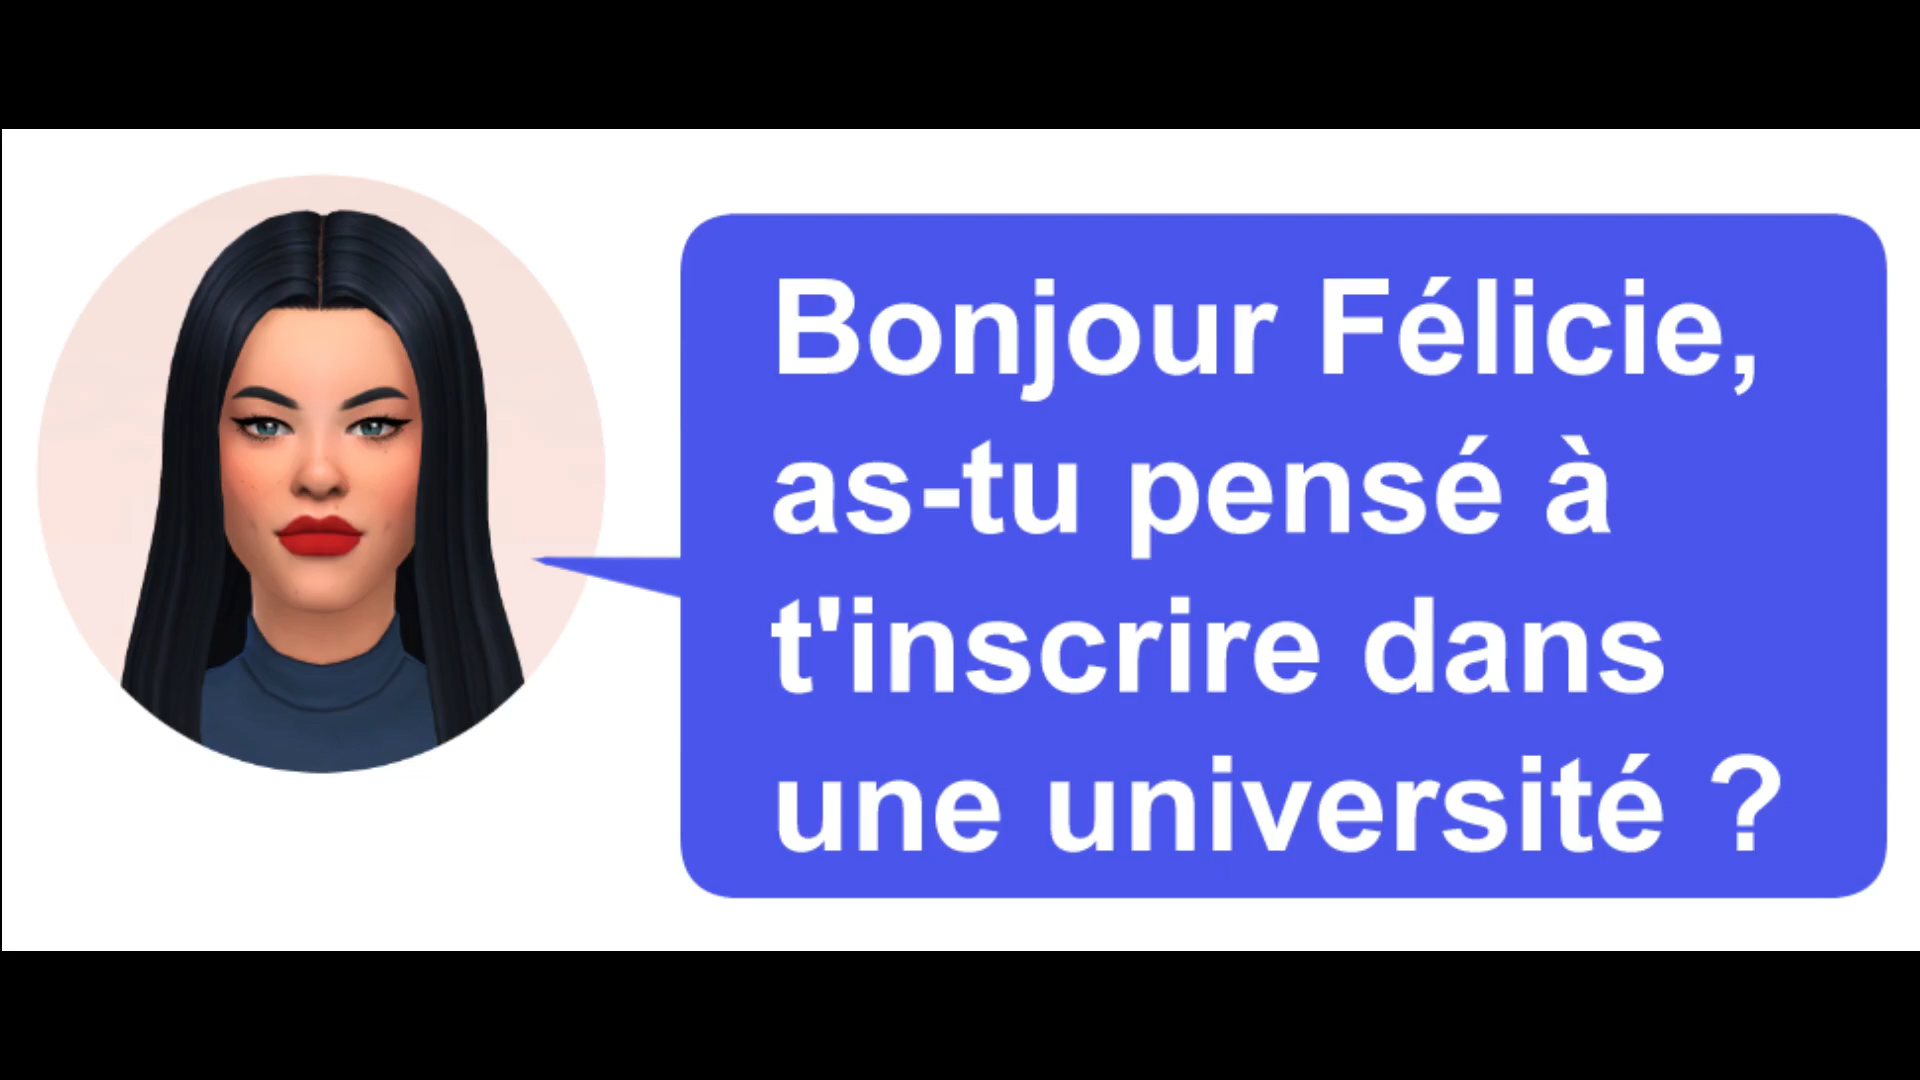 Bonjour Félicie,
as-tu pensé à
t'inscrire dans
une université ?